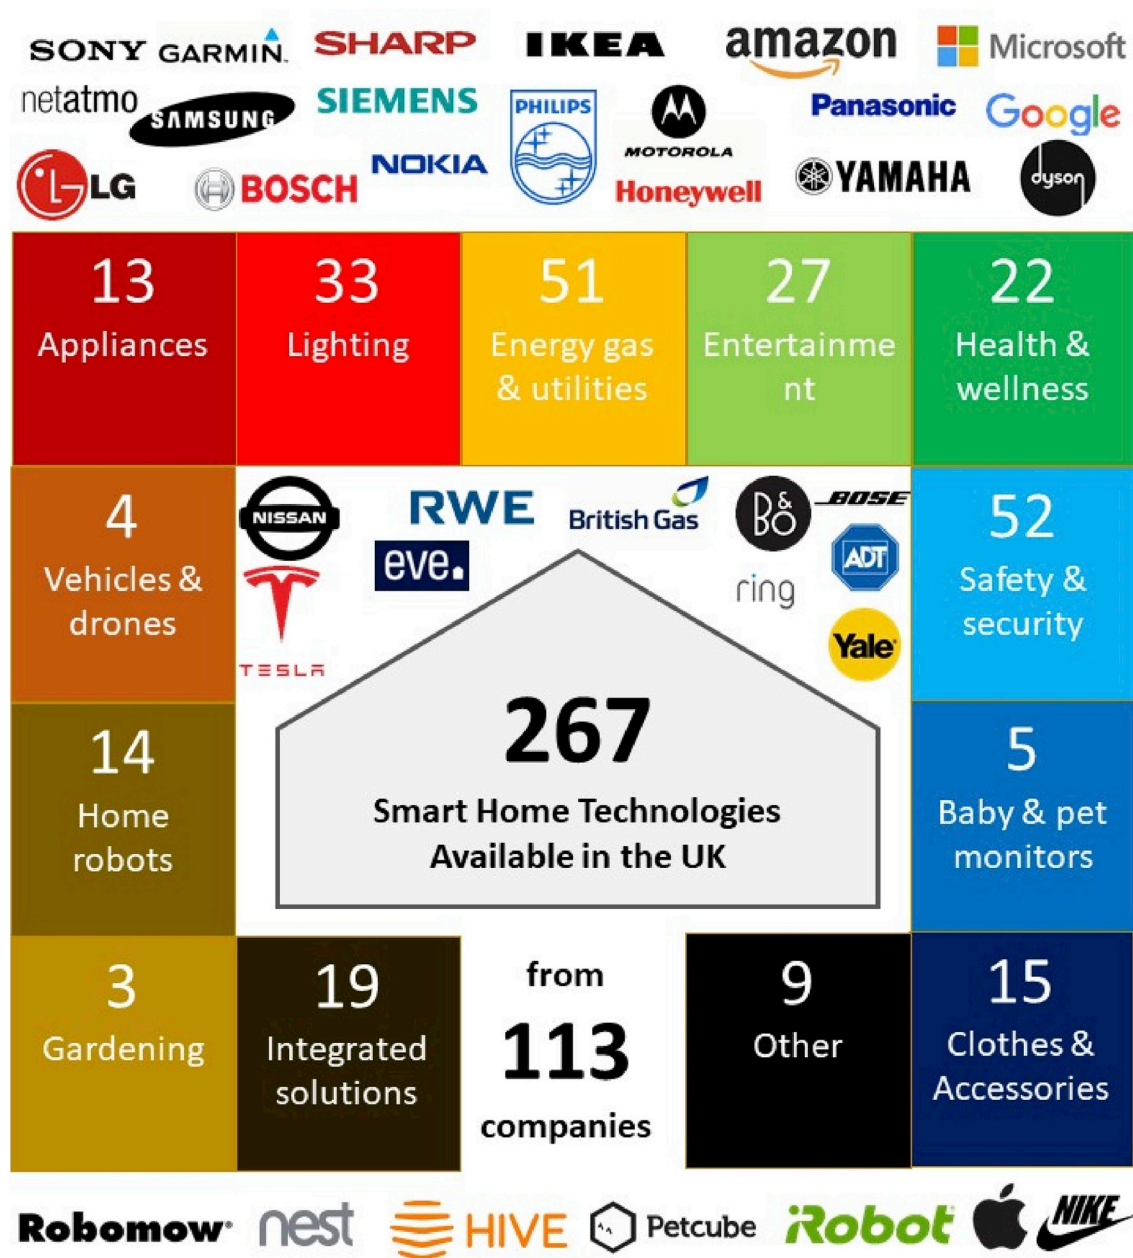 SONY GARMIN. SHARP IKEA amazon Microsoft
netatmo SAMSUNG SIEMENS PHILIPS MOTOROLA Panasonic Google
LG BOSCH NOKIA Honeywell YAMAHA dyson
13
Appliances
33
Lighting
51
Energy gas
& utilities
27
Entertainme
nt
22
Health &
wellness
4
Vehicles &
drones
NISSAN
TESLA
RWE
eve.
British Gas
B&O
BOSE
ADT
ring
Yale
52
Safety &
security
14
Home
robots
267
Smart Home Technologies
Available in the UK
5
Baby & pet
monitors
3
Gardening
19
Integrated
solutions
from
113
companies
9
Other
15
Clothes &
Accessories
Robomow nest HIVE Petcube iRobot NIKE